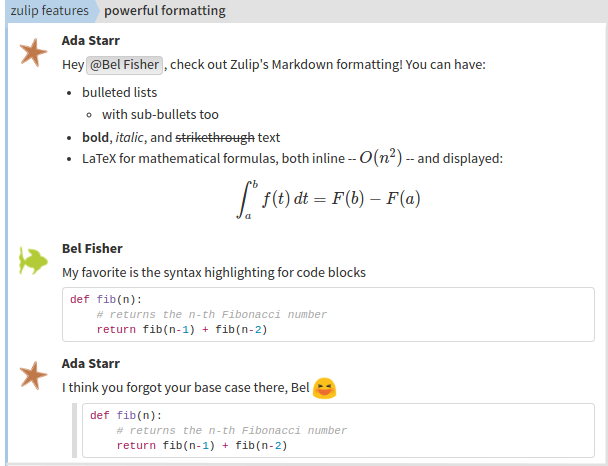 zulip features powerful formatting
Ada Starr
Hey @Bel Fisher, check out Zulip's Markdown formatting! You can have:
bulleted lists
with sub-bullets too
bold, italic, and strikethrough text
LaTeX for mathematical formulas, both inline -- O(n²) -- and displayed:
∫ₐᵇ f(t) dt = F(b) − F(a)
Bel Fisher
My favorite is the syntax highlighting for code blocks
def fib(n):
    # returns the n-th Fibonacci number
    return fib(n-1) + fib(n-2)
Ada Starr
I think you forgot your base case there, Bel 😆
def fib(n):
    # returns the n-th Fibonacci number
    return fib(n-1) + fib(n-2)